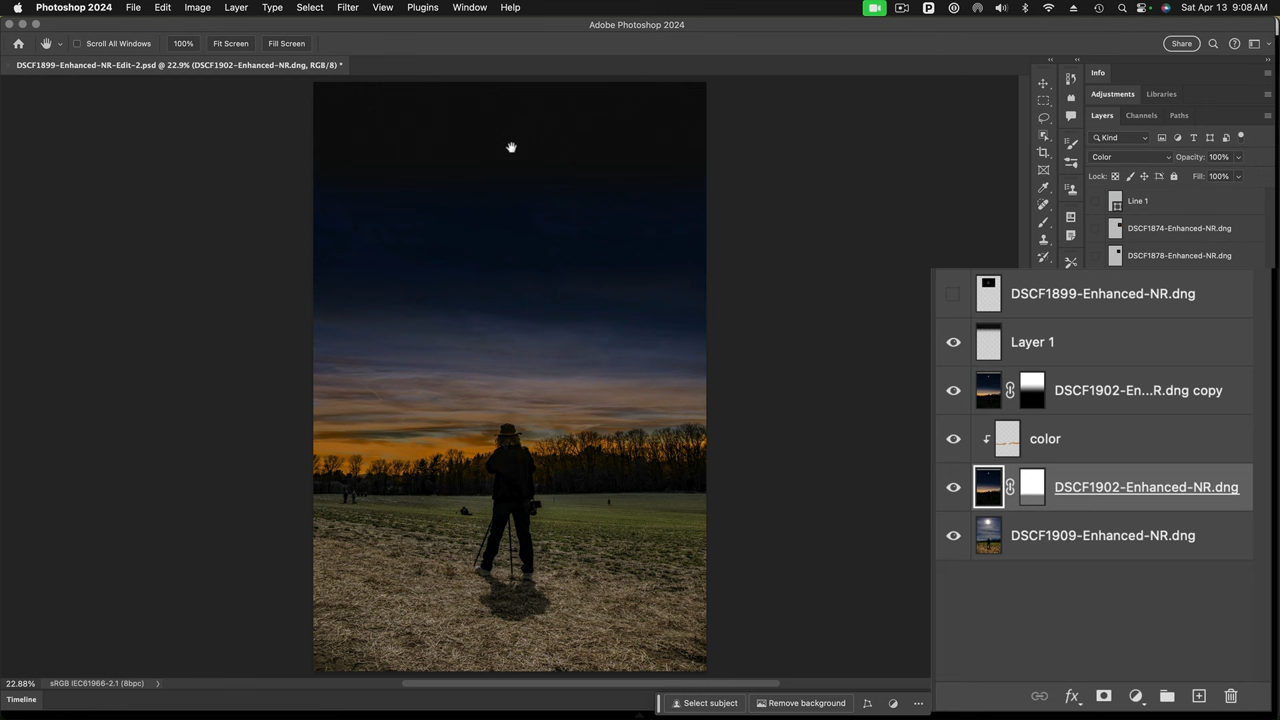 Photoshop 2024 File Edit Image Layer Type Select Filter View Plugins Window Help Sat Apr 13 9:08 AM
Adobe Photoshop 2024
Scroll All Windows 100% Fit Screen Fill Screen Share
DSCF1899-Enhanced-NR-Edit-2.psd @ 22.9% (DSCF1902-Enhanced-NR.dng, RGB/8) *
Info
Adjustments Libraries
Layers Channels Paths
Kind
Color Opacity: 100%
Lock: Fill: 100%
Line 1
DSCF1874-Enhanced-NR.dng
DSCF1878-Enhanced-NR.dng
DSCF1899-Enhanced-NR.dng
Layer 1
DSCF1902-En...R.dng copy
color
DSCF1902-Enhanced-NR.dng
DSCF1909-Enhanced-NR.dng
fx
22.88% sRGB IEC61966-2.1 (8bpc)
Timeline
Select subject Remove background